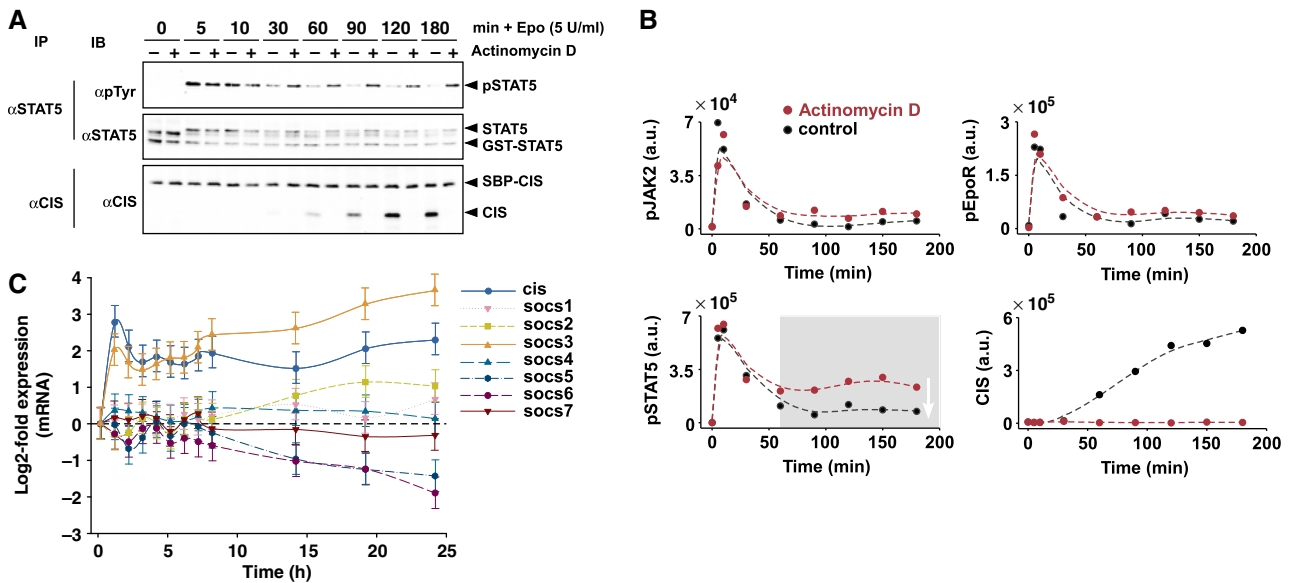 A
0 5 10 30 60 90 120 180 min + Epo (5 U/ml)
IP IB
– + – + – + – + – + – + – + – + Actinomycin D
αSTAT5 αpTyr pSTAT5
αSTAT5 STAT5
GST-STAT5
αCIS αCIS SBP-CIS
CIS
B
× 10⁴
7
3.5
0
pJAK2 (a.u.)
Actinomycin D
control
0 50 100 150 200
Time (min)
× 10⁵
3
1.5
0
pEpoR (a.u.)
0 50 100 150 200
Time (min)
× 10⁵
7
3.5
0
pSTAT5 (a.u.)
0 50 100 150 200
Time (min)
× 10⁵
6
3
0
CIS (a.u.)
0 50 100 150 200
Time (min)
C
4
3
2
1
0
–1
–2
–3
Log2-fold expression
(mRNA)
0 5 10 15 20 25
Time (h)
cis
socs1
socs2
socs3
socs4
socs5
socs6
socs7